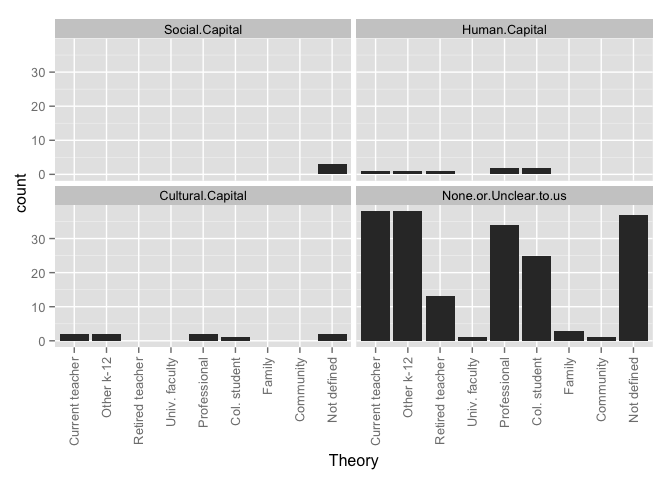 Social.Capital
Human.Capital
30
20
10
0
count
Cultural.Capital
None.or.Unclear.to.us
30
20
10
0
Current teacher
Other k-12
Retired teacher
Univ. faculty
Professional
Col. student
Family
Community
Not defined
Current teacher
Other k-12
Retired teacher
Univ. faculty
Professional
Col. student
Family
Community
Not defined
Theory